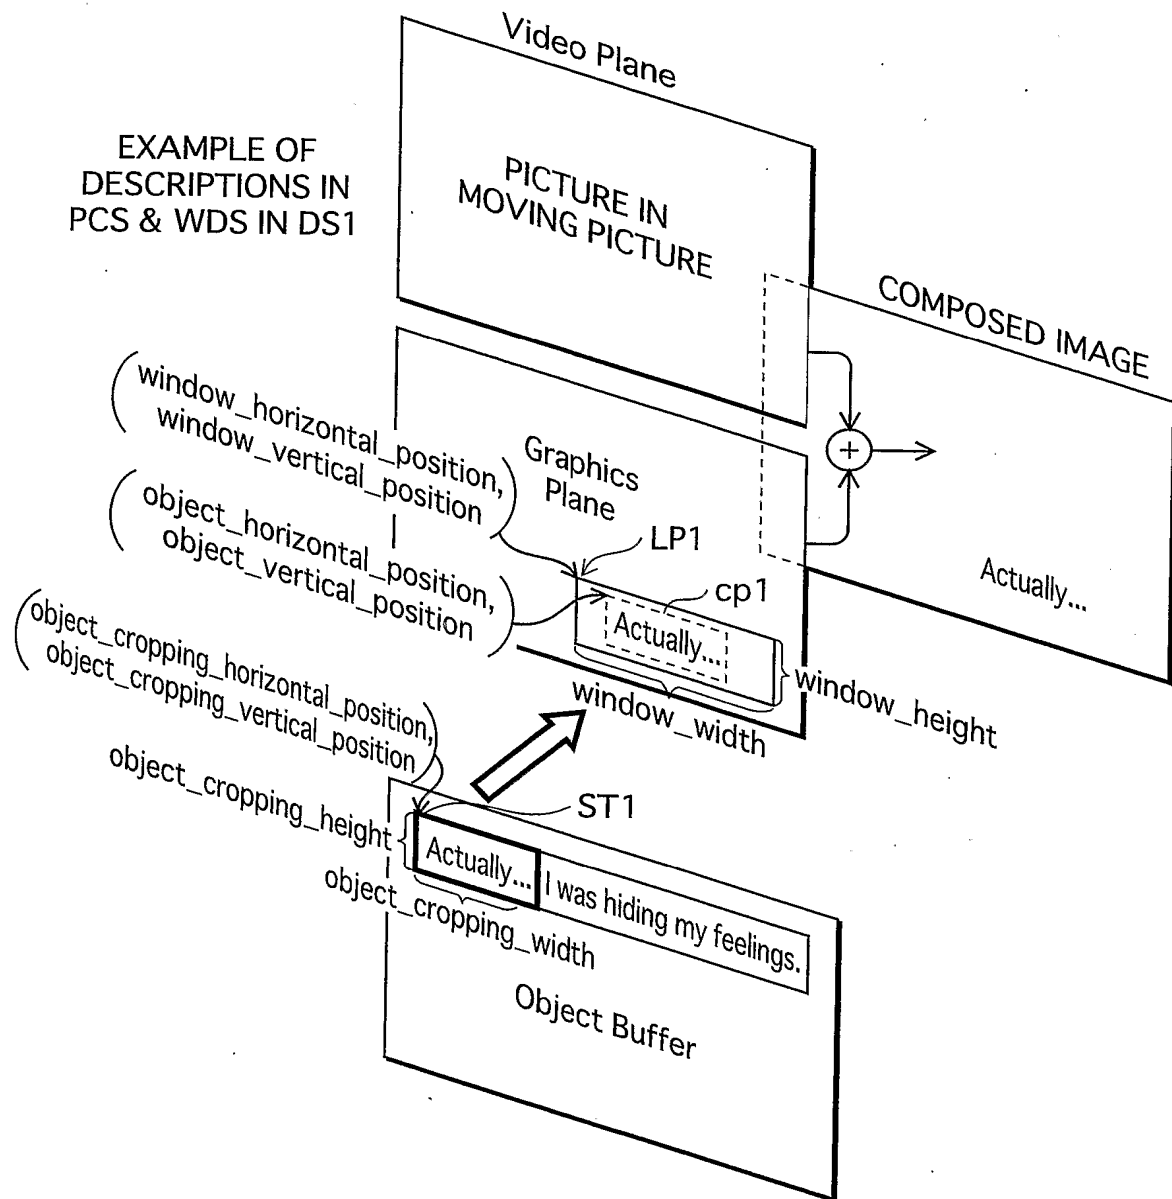 Video Plane
EXAMPLE OF
DESCRIPTIONS IN
PCS & WDS IN DS1
PICTURE IN
MOVING PICTURE
COMPOSED IMAGE
(window_horizontal_position,
window_vertical_position)
Graphics
Plane
(object_horizontal_position,
object_vertical_position)
LP1
cp1
Actually...
+
Actually...
(object_cropping_horizontal_position,
object_cropping_vertical_position)
window_height
window_width
object_cropping_height
ST1
Actually... I was hiding my feelings.
object_cropping_width
Object Buffer